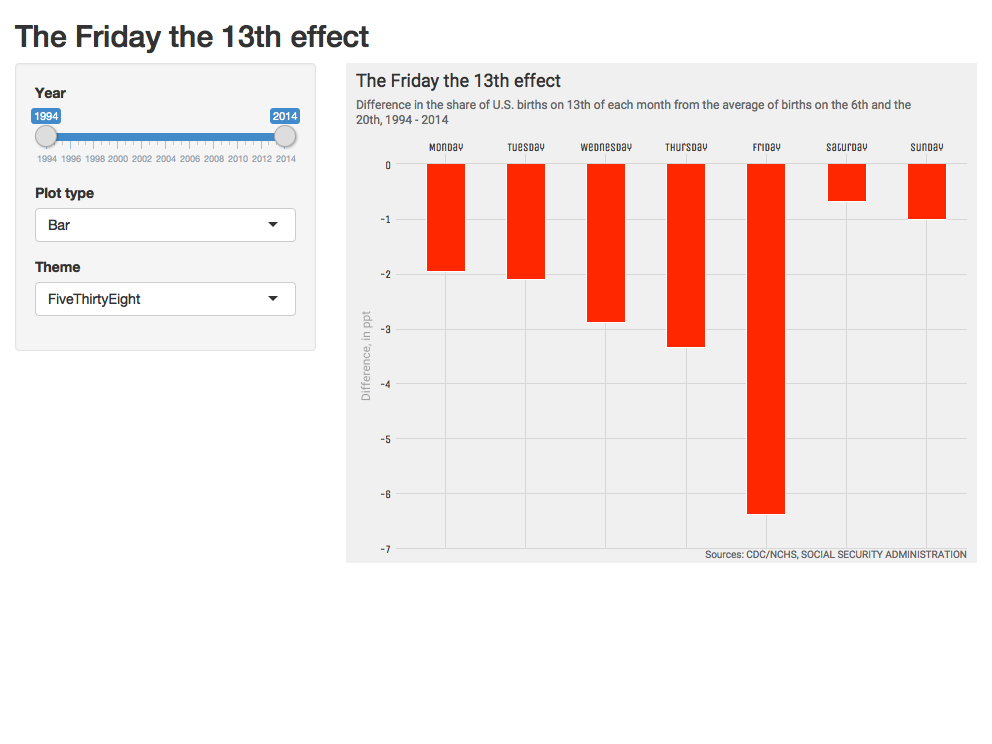 The Friday the 13th effect
Year
1994
2014
1994 1996 1998 2000 2002 2004 2006 2008 2010 2012 2014
Plot type
Bar
Theme
FiveThirtyEight
The Friday the 13th effect
Difference in the share of U.S. births on 13th of each month from the average of births on the 6th and the
20th, 1994 - 2014
Monday Tuesday Wednesday Thursday Friday Saturday Sunday
0
-1
-2
-3
-4
-5
-6
-7
Difference, in ppt
Sources: CDC/NCHS, SOCIAL SECURITY ADMINISTRATION